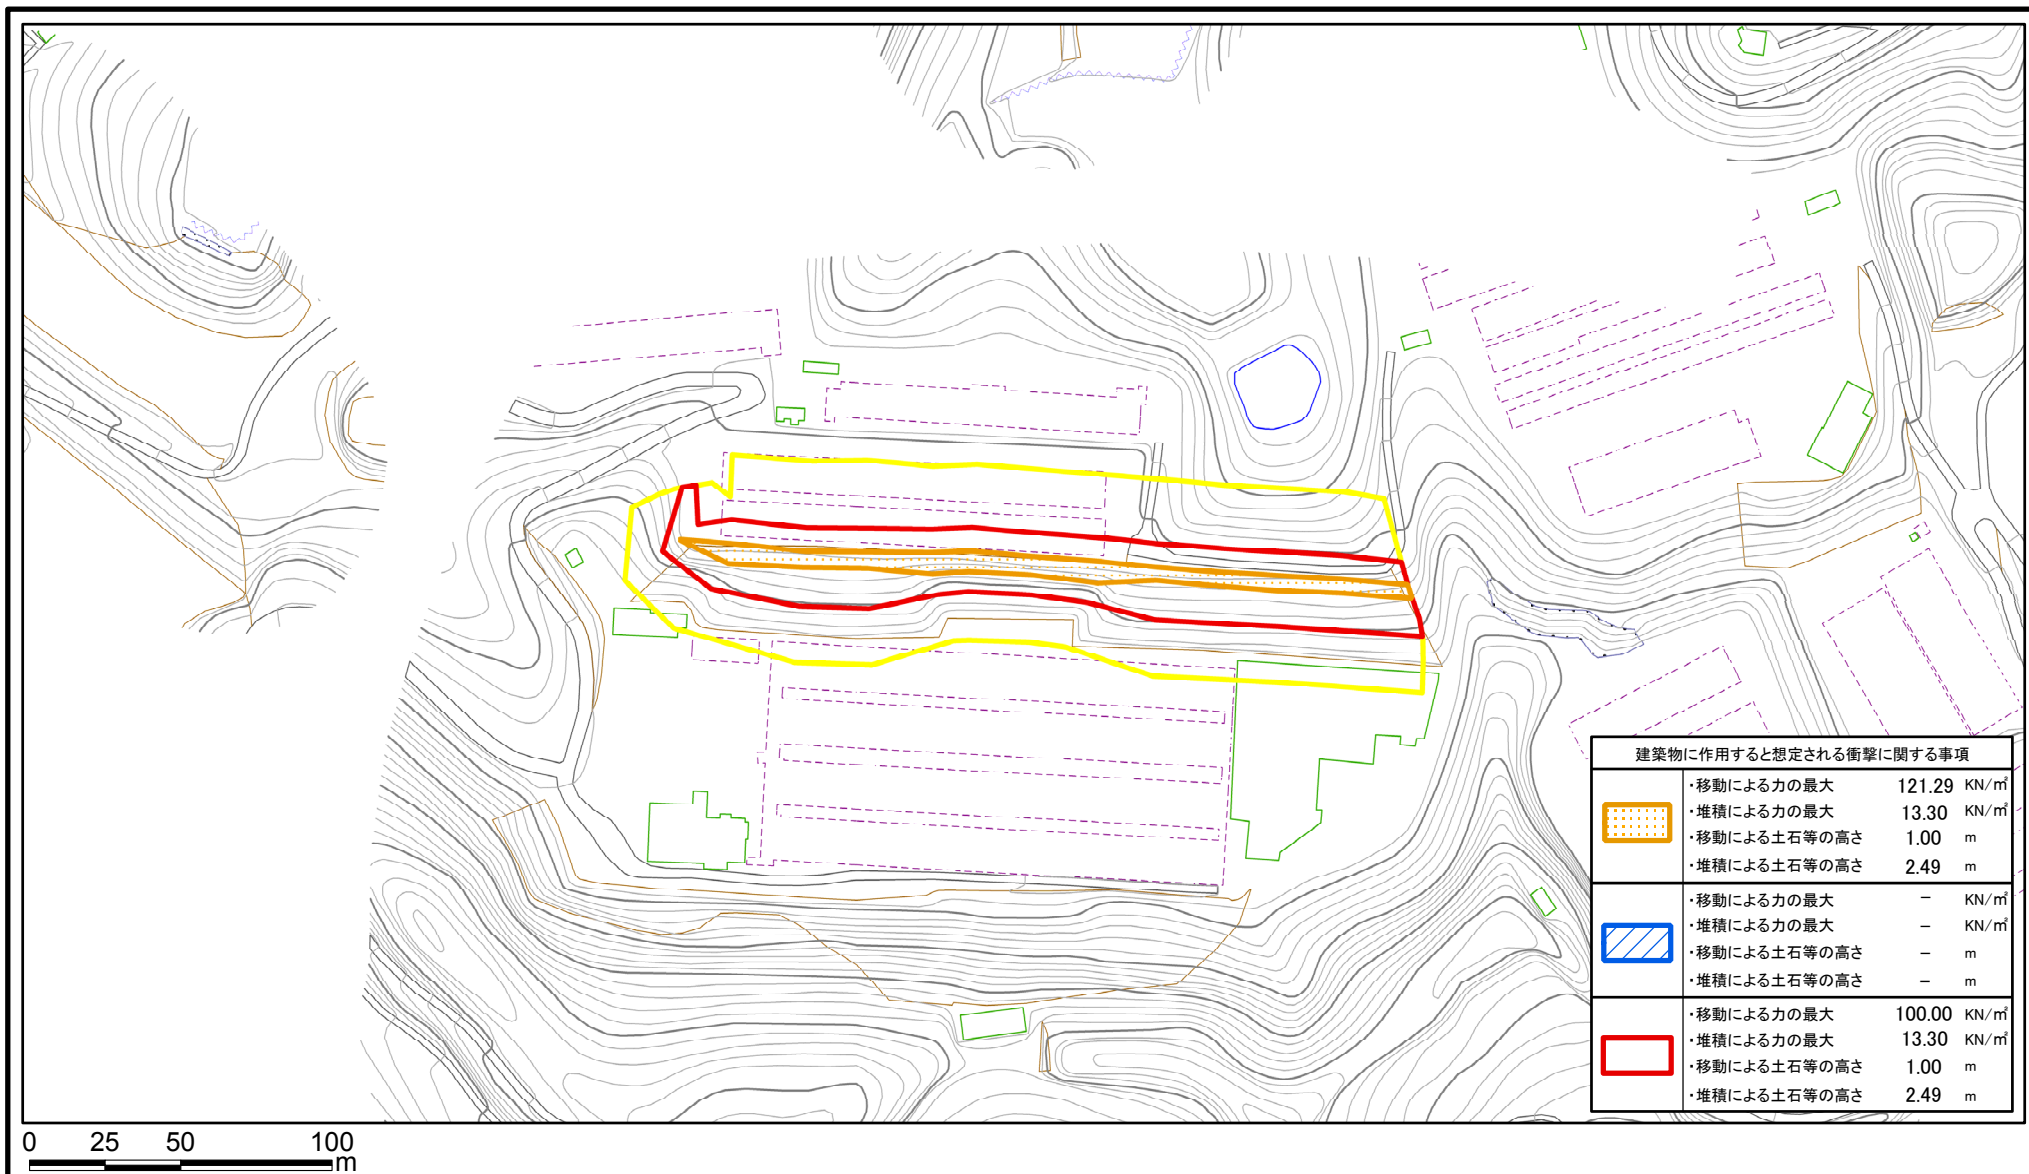 建築物に作用すると想定される衝撃に関する事項
・移動による力の最大 121.29 KN/㎡
・堆積による力の最大 13.30 KN/㎡
・移動による土石等の高さ 1.00 m
・堆積による土石等の高さ 2.49 m
・移動による力の最大 － KN/㎡
・堆積による力の最大 － KN/㎡
・移動による土石等の高さ － m
・堆積による土石等の高さ － m
・移動による力の最大 100.00 KN/㎡
・堆積による力の最大 13.30 KN/㎡
・移動による土石等の高さ 1.00 m
・堆積による土石等の高さ 2.49 m
0 25 50 100
m